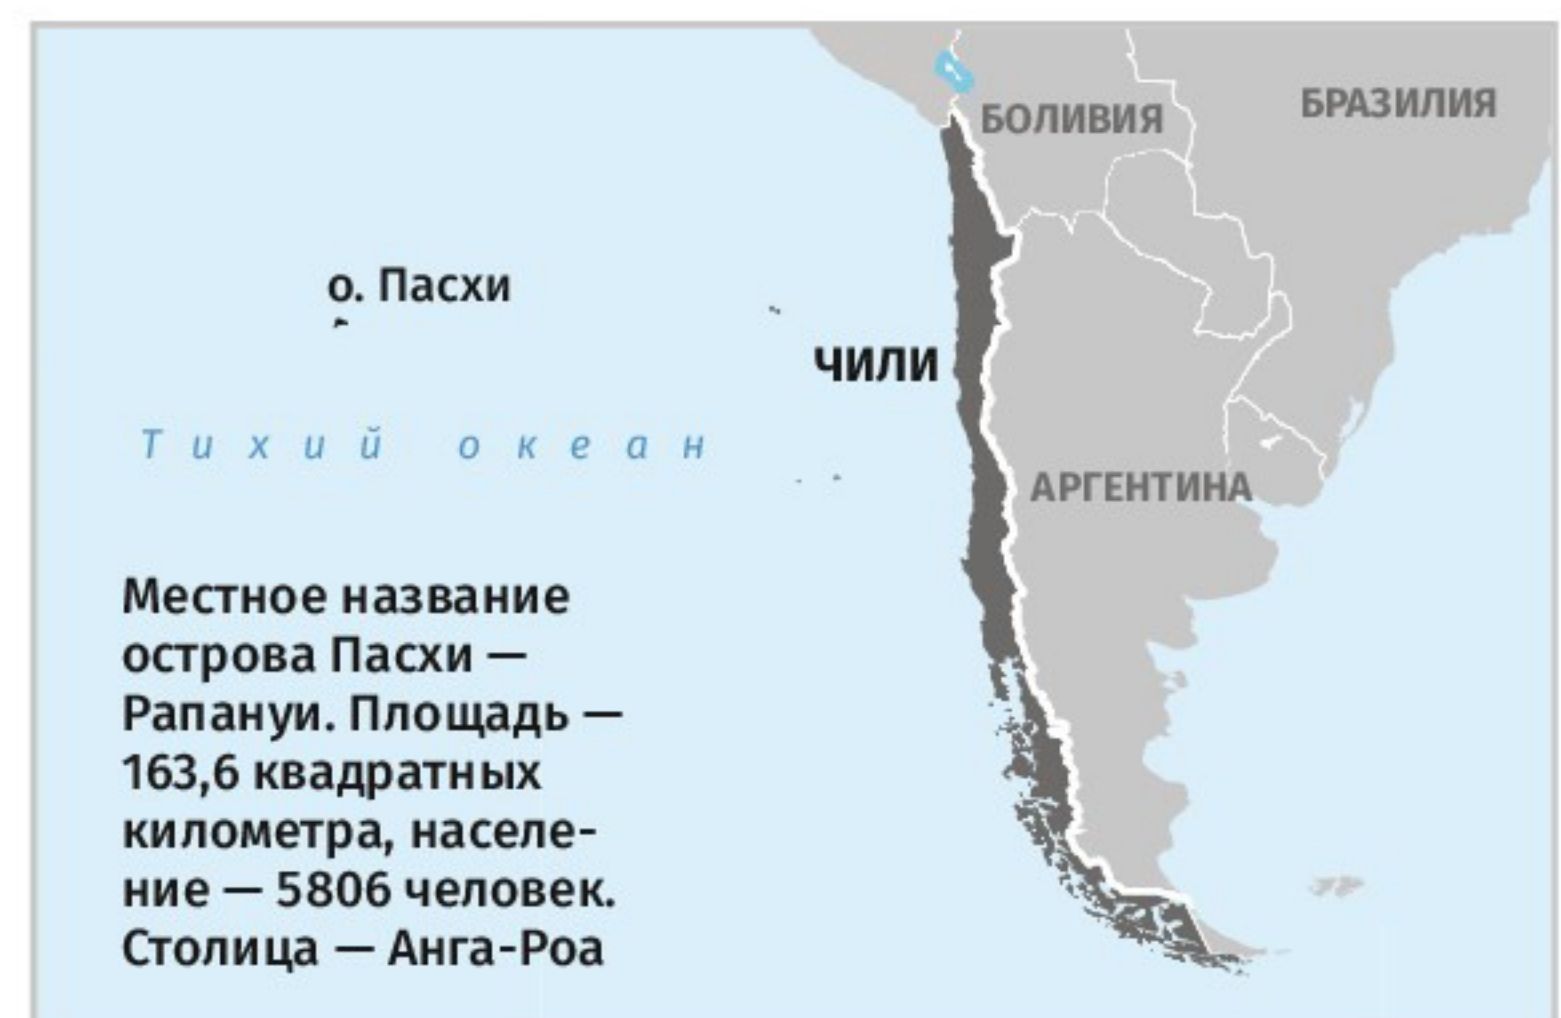 БОЛИВИЯ
БРАЗИЛИЯ
о. Пасхи
ЧИЛИ
Тихий океан
АРГЕНТИНА
Местное название
острова Пасхи —
Рапануи. Площадь —
163,6 квадратных
километра, населе-
ние — 5806 человек.
Столица — Анга-Роа